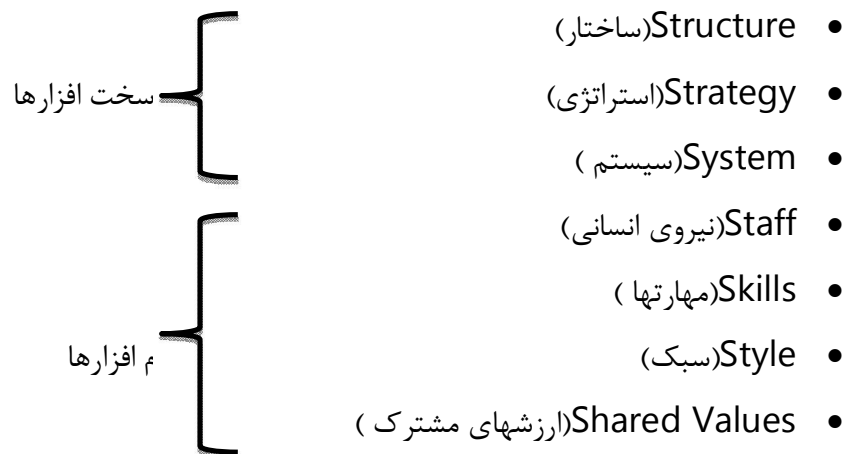 • Structure(ساختار)
• Strategy(استراتژی)
سخت افزارها
• System(سیستم )
• Staff(نیروی انسانی)
• Skills(مهارتها )
• Style(سبک)
م افزارها
• Shared Values(ارزشهای مشترک )